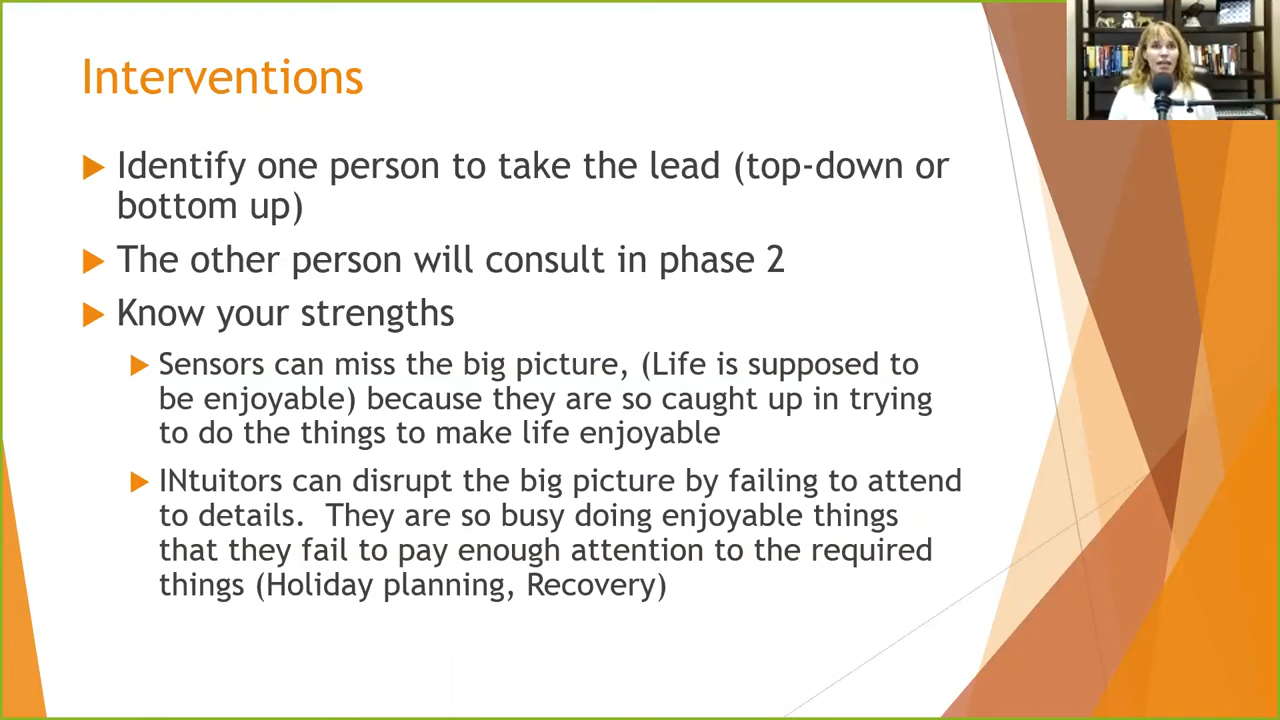 Interventions
Identify one person to take the lead (top-down or
bottom up)
The other person will consult in phase 2
Know your strengths
Sensors can miss the big picture, (Life is supposed to
be enjoyable) because they are so caught up in trying
to do the things to make life enjoyable
INtuitors can disrupt the big picture by failing to attend
to details.  They are so busy doing enjoyable things
that they fail to pay enough attention to the required
things (Holiday planning, Recovery)